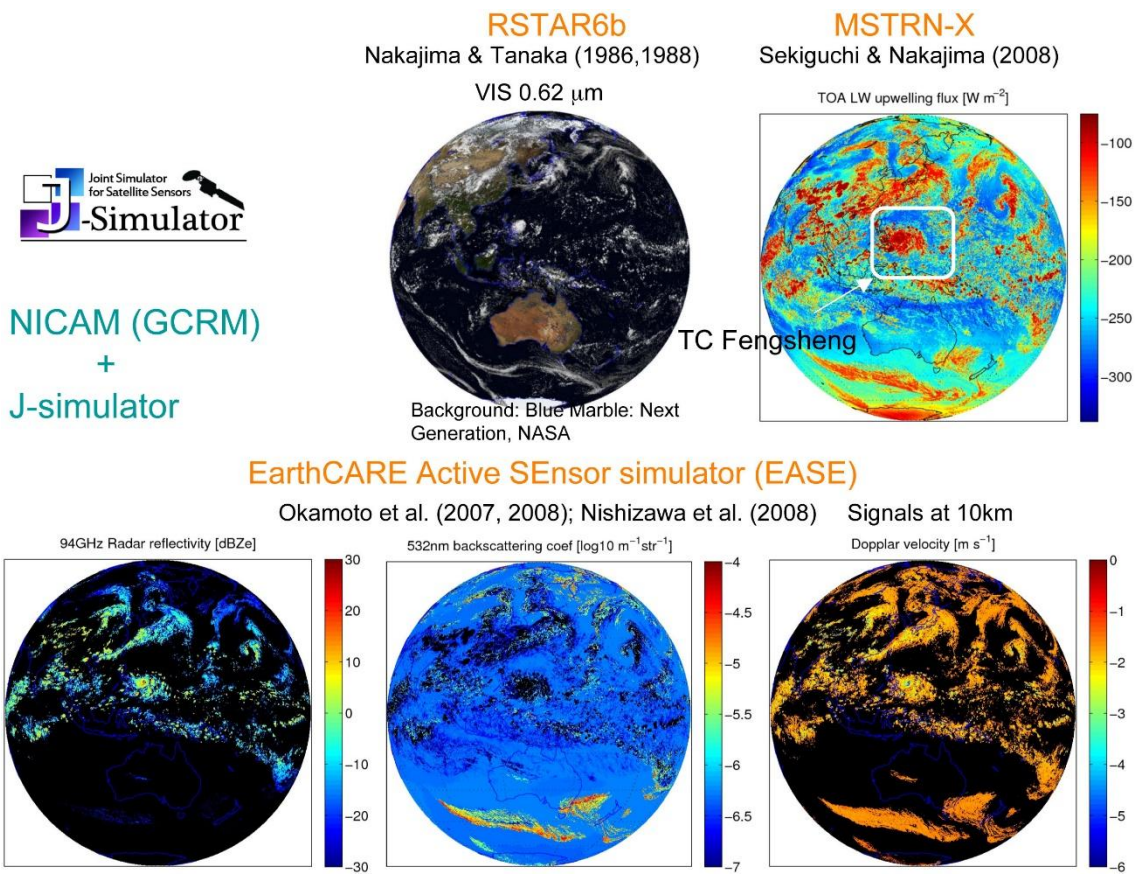 RSTAR6b
Nakajima & Tanaka (1986,1988)
VIS 0.62 μm
MSTRN-X
Sekiguchi & Nakajima (2008)
TOA LW upwelling flux [W m⁻²]
−100
−150
−200
−250
−300
Joint Simulator
for Satellite Sensors
J-Simulator
NICAM (GCRM)
+
J-simulator
TC Fengsheng
Background: Blue Marble: Next
Generation, NASA
EarthCARE Active SEnsor simulator (EASE)
Okamoto et al. (2007, 2008); Nishizawa et al. (2008) Signals at 10km
94GHz Radar reflectivity [dBZe]
30
20
10
0
−10
−20
−30
532nm backscattering coef [log10 m⁻¹str⁻¹]
−4
−4.5
−5
−5.5
−6
−6.5
−7
Dopplar velocity [m s⁻¹]
0
−1
−2
−3
−4
−5
−6